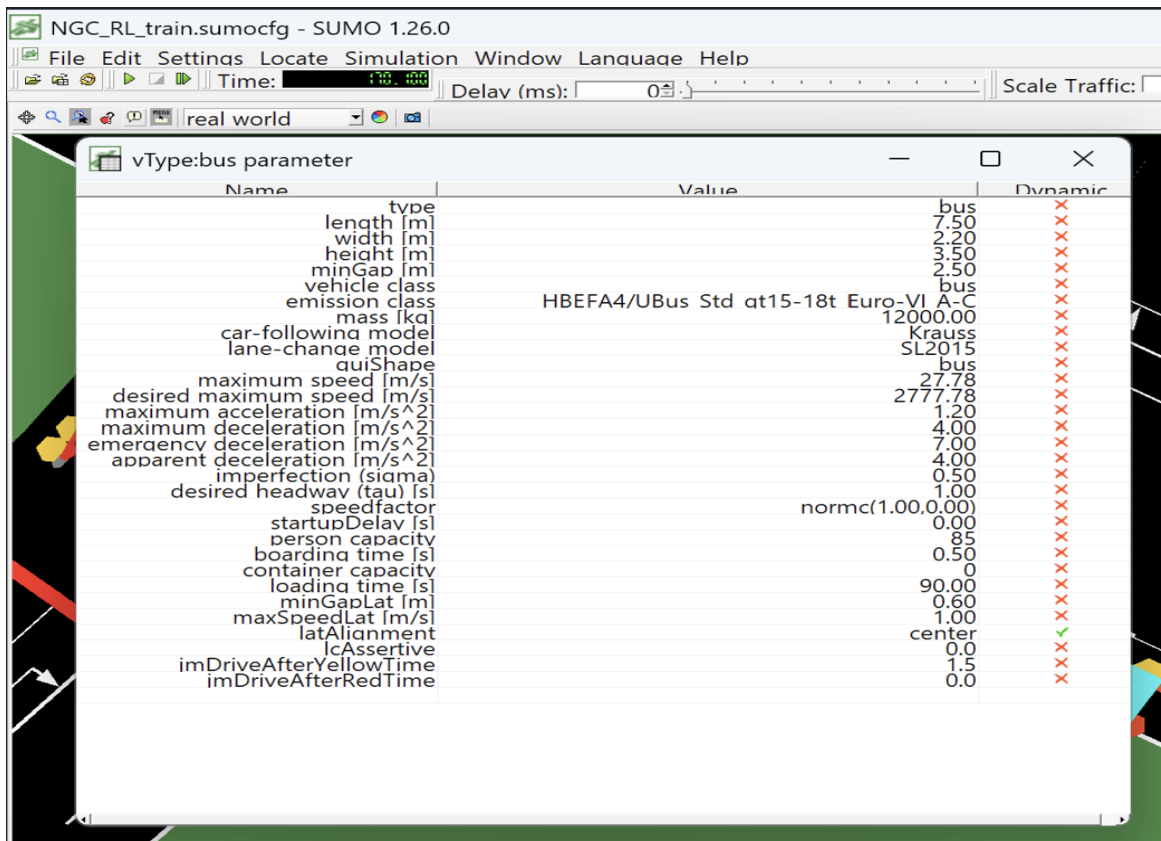 NGC_RL_train.sumocfg - SUMO 1.26.0
File Edit Settings Locate Simulation Window Language Help
Time: 170.100 Delay (ms): 0 Scale Traffic:
real world
vType:bus parameter
Name Value Dynamic
type bus
length [m] 7.50
width [m] 2.20
height [m] 3.50
minGap [m] 2.50
vehicle class bus
emission class HBEFA4/UBus_Std_gt15-18t_Euro-VI_A-C
mass [kg] 12000.00
car-following model Krauss
lane-change model SL2015
guiShape bus
maximum speed [m/s] 27.78
desired maximum speed [m/s] 2777.78
maximum acceleration [m/s^2] 1.20
maximum deceleration [m/s^2] 4.00
emergency deceleration [m/s^2] 7.00
apparent deceleration [m/s^2] 4.00
imperfection (sigma) 0.50
desired headway (tau) [s] 1.00
speedfactor normc(1.00,0.00)
startupDelay [s] 0.00
person capacity 85
boarding time [s] 0.50
container capacity 0
loading time [s] 90.00
minGapLat [m] 0.60
maxSpeedLat [m/s] 1.00
latAlignment center
lcAssertive 0.0
jmDriveAfterYellowTime 1.5
jmDriveAfterRedTime 0.0